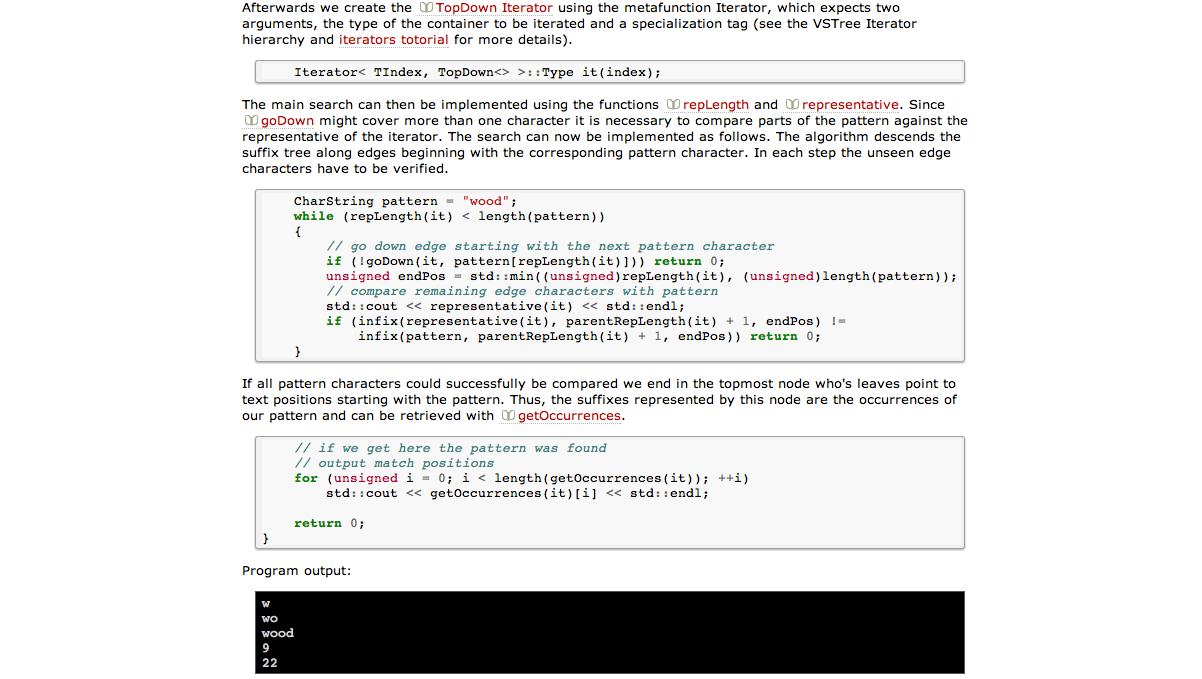 Afterwards we create the TopDown Iterator using the metafunction Iterator, which expects two
arguments, the type of the container to be iterated and a specialization tag (see the VSTree Iterator
hierarchy and iterators totorial for more details).
Iterator< TIndex, TopDown<> >::Type it(index);
The main search can then be implemented using the functions repLength and representative. Since
goDown might cover more than one character it is necessary to compare parts of the pattern against the
representative of the iterator. The search can now be implemented as follows. The algorithm descends the
suffix tree along edges beginning with the corresponding pattern character. In each step the unseen edge
characters have to be verified.
CharString pattern = "wood";
while (repLength(it) < length(pattern))
{
// go down edge starting with the next pattern character
if (!goDown(it, pattern[repLength(it)])) return 0;
unsigned endPos = std::min((unsigned)repLength(it), (unsigned)length(pattern));
// compare remaining edge characters with pattern
std::cout << representative(it) << std::endl;
if (infix(representative(it), parentRepLength(it) + 1, endPos) !=
infix(pattern, parentRepLength(it) + 1, endPos)) return 0;
}
If all pattern characters could successfully be compared we end in the topmost node who's leaves point to
text positions starting with the pattern. Thus, the suffixes represented by this node are the occurrences of
our pattern and can be retrieved with getOccurrences.
// if we get here the pattern was found
// output match positions
for (unsigned i = 0; i < length(getOccurrences(it)); ++i)
std::cout << getOccurrences(it)[i] << std::endl;
return 0;
}
Program output:
w
wo
wood
9
22